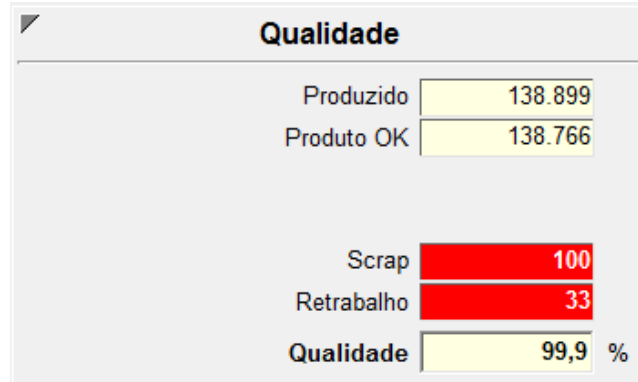 Qualidade
Produzido 138.899
Produto OK 138.766
Scrap 100
Retrabalho 33
Qualidade 99,9 %